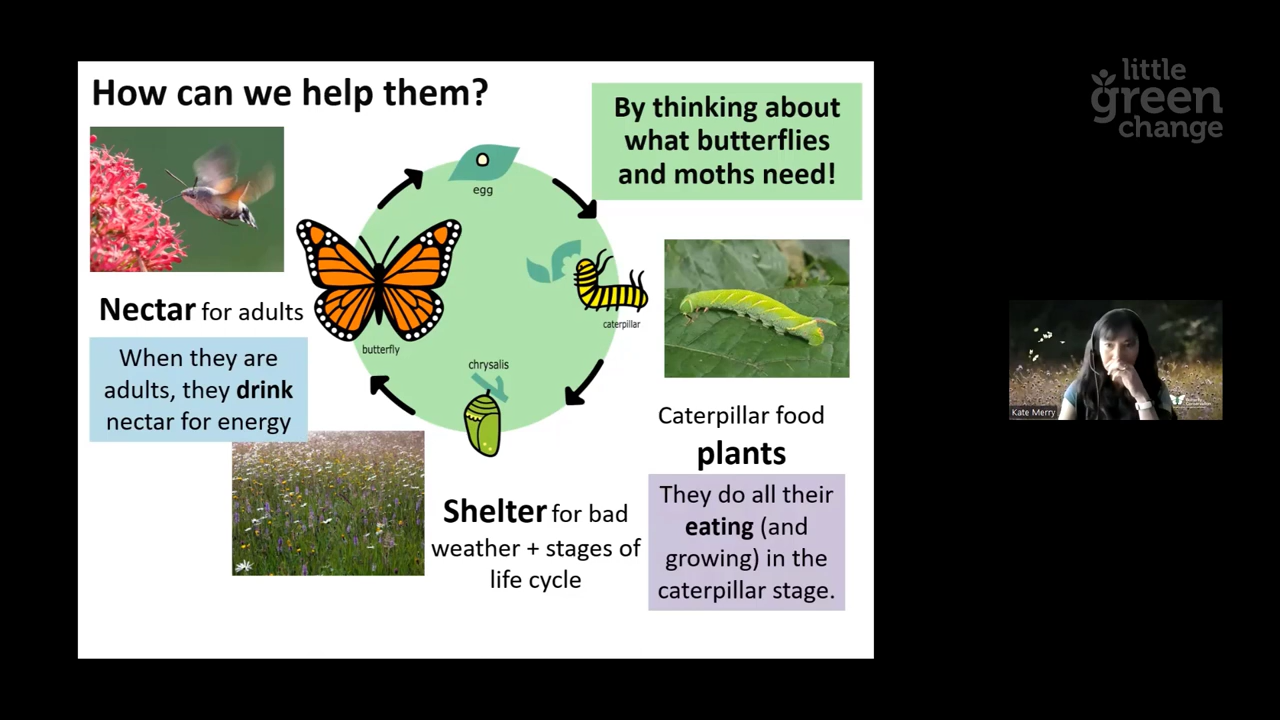 How can we help them?
By thinking about
what butterflies
and moths need!
egg
caterpillar
butterfly
chrysalis
Nectar for adults
When they are
adults, they drink
nectar for energy
Caterpillar food
plants
They do all their
eating (and
growing) in the
caterpillar stage.
Shelter for bad
weather + stages of
life cycle
little
green
change
Kate Merry
Butterfly
Conservation